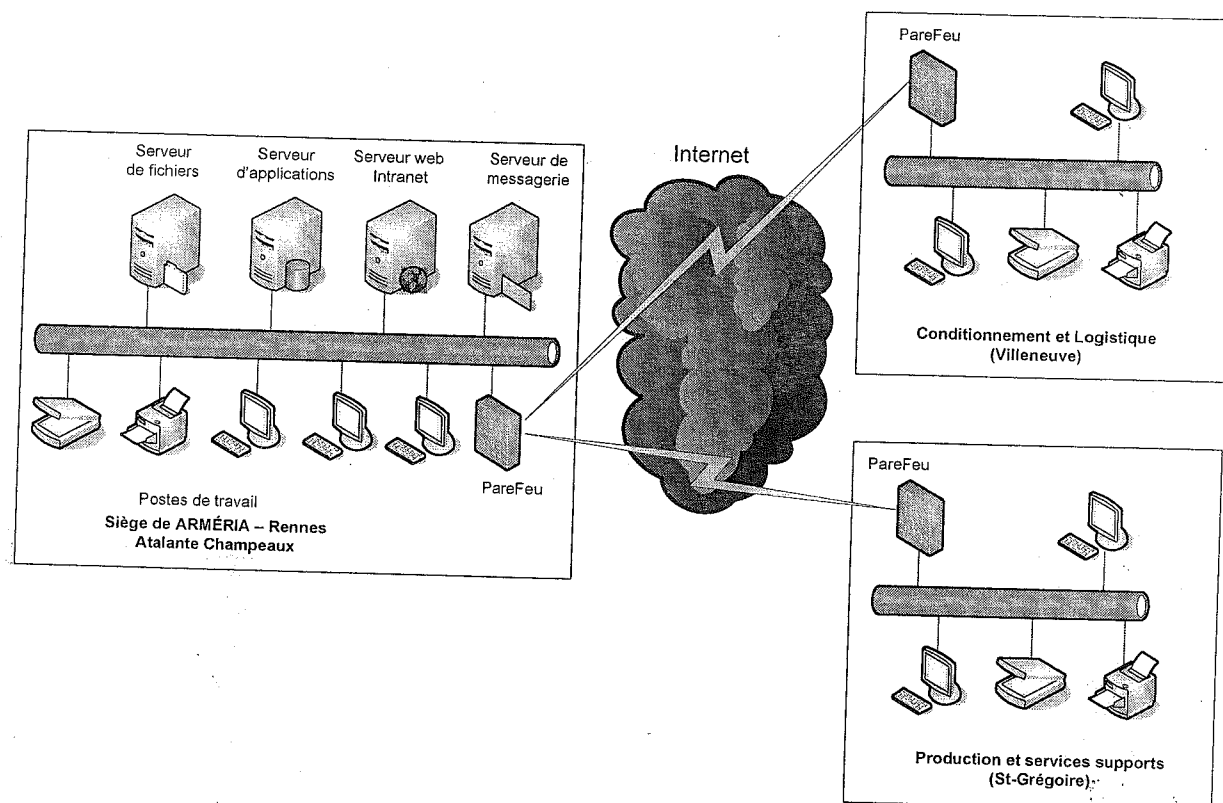 Serveur
de fichiers
Serveur
d'applications
Serveur web
Intranet
Serveur de
messagerie
PareFeu
Postes de travail
Siège de ARMÉRIA – Rennes
Atalante Champeaux
Internet
PareFeu
Conditionnement et Logistique
(Villeneuve)
PareFeu
Production et services supports
(St-Grégoire)